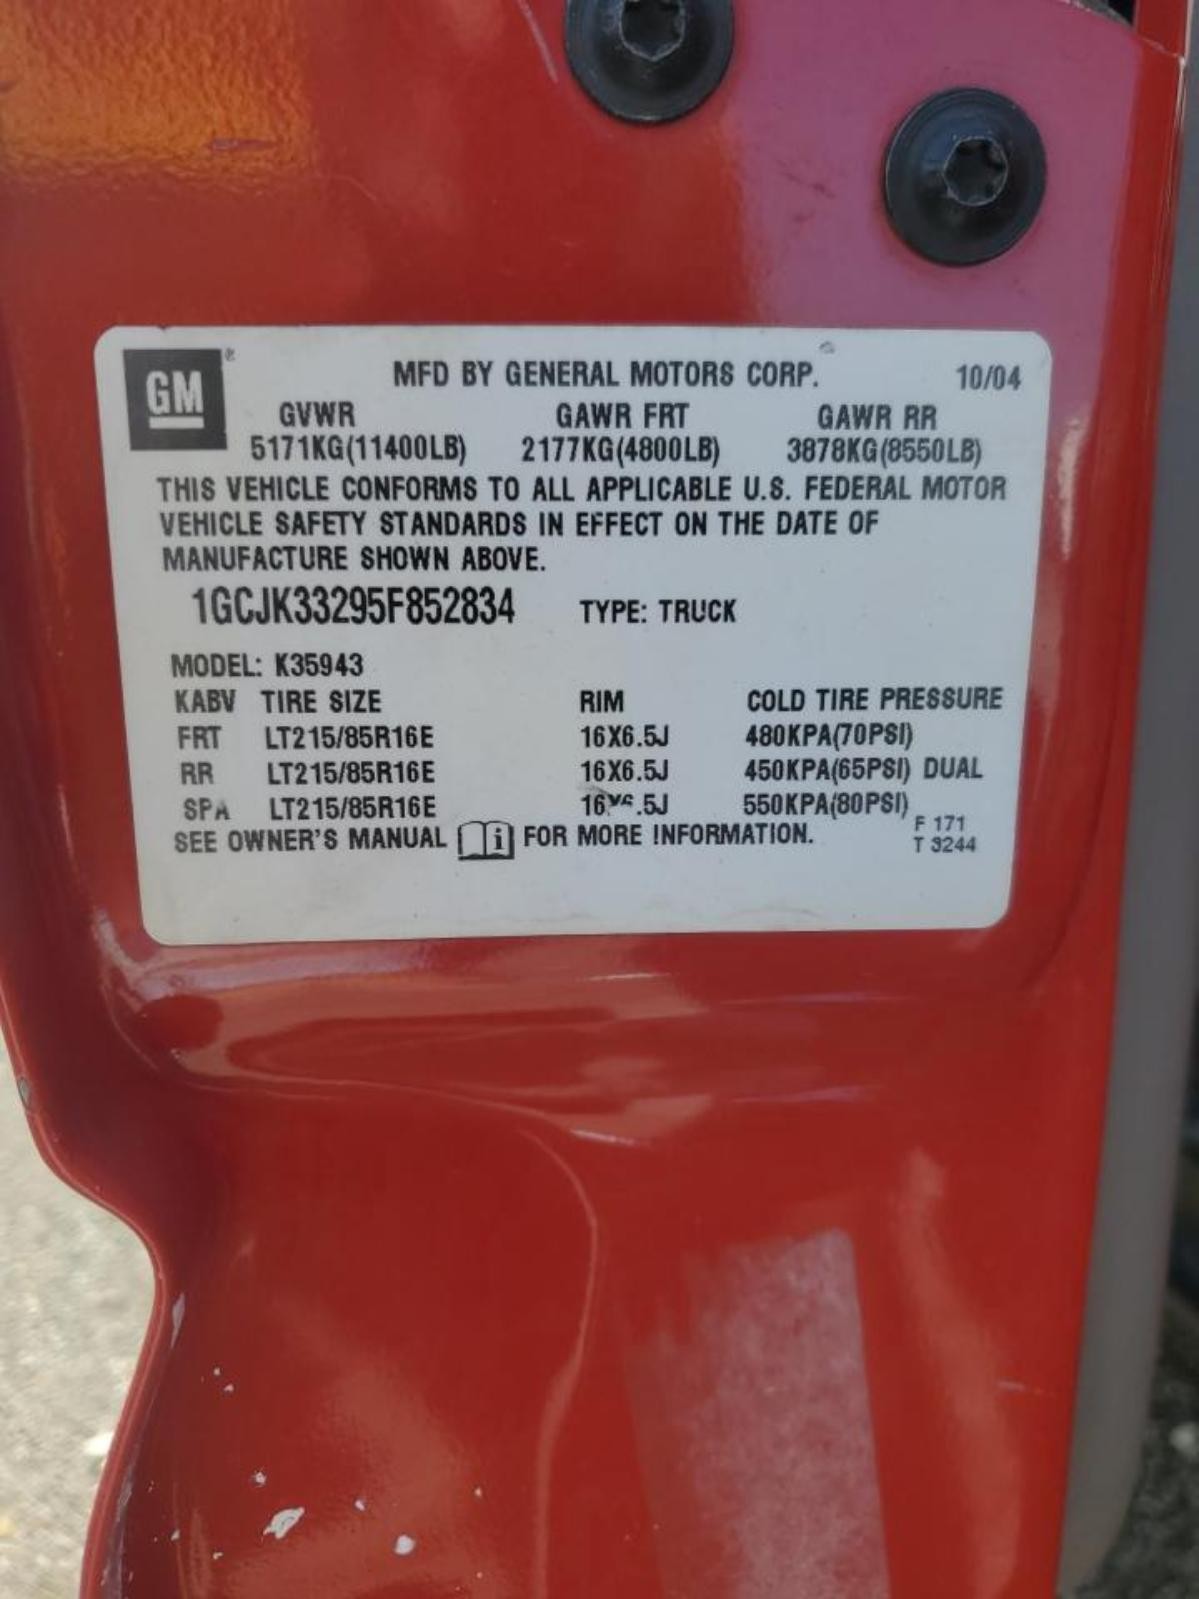 GM®
MFD BY GENERAL MOTORS CORP. 10/04
GVWR GAWR FRT GAWR RR
5171KG(11400LB) 2177KG(4800LB) 3878KG(8550LB)
THIS VEHICLE CONFORMS TO ALL APPLICABLE U.S. FEDERAL MOTOR
VEHICLE SAFETY STANDARDS IN EFFECT ON THE DATE OF
MANUFACTURE SHOWN ABOVE.
1GCJK33295F852834 TYPE: TRUCK
MODEL: K35943
KABV TIRE SIZE RIM COLD TIRE PRESSURE
FRT LT215/85R16E 16X6.5J 480KPA(70PSI)
RR LT215/85R16E 16X6.5J 450KPA(65PSI) DUAL
SPA LT215/85R16E 16X6.5J 550KPA(80PSI)
SEE OWNER'S MANUAL i FOR MORE INFORMATION.
F 171
T 3244